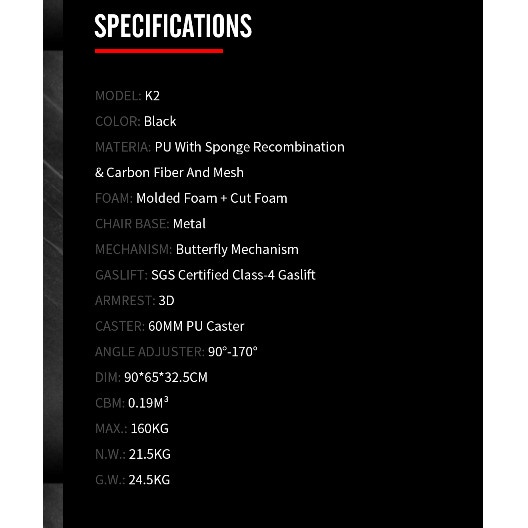 SPECIFICATIONS
MODEL: K2
COLOR: Black
MATERIA: PU With Sponge Recombination
& Carbon Fiber And Mesh
FOAM: Molded Foam + Cut Foam
CHAIR BASE: Metal
MECHANISM: Butterfly Mechanism
GASLIFT: SGS Certified Class-4 Gaslift
ARMREST: 3D
CASTER: 60MM PU Caster
ANGLE ADJUSTER: 90°-170°
DIM: 90*65*32.5CM
CBM: 0.19M³
MAX.: 160KG
N.W.: 21.5KG
G.W.: 24.5KG